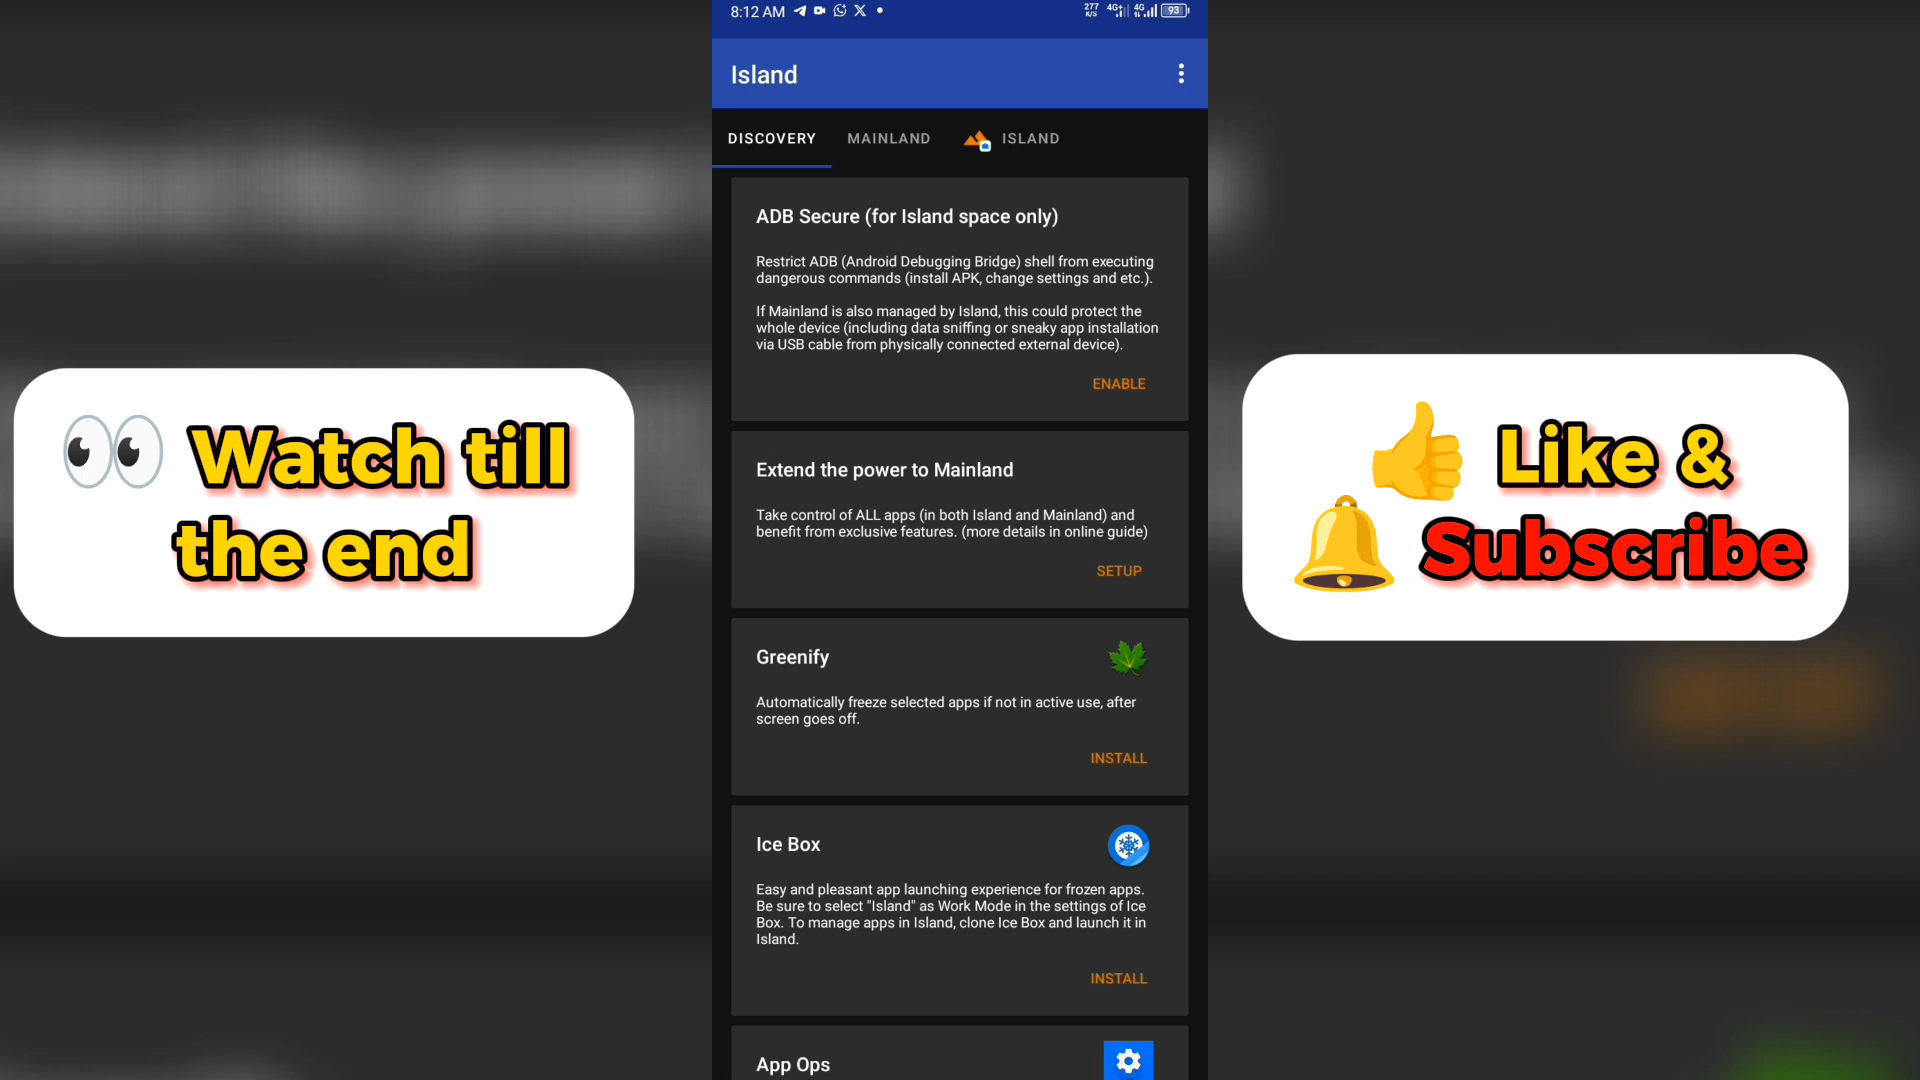 8:12 AM
277
K/S
4G+
4G
93
Island
DISCOVERY
MAINLAND
ISLAND
ADB Secure (for Island space only)
Restrict ADB (Android Debugging Bridge) shell from executing
dangerous commands (install APK, change settings and etc.).
If Mainland is also managed by Island, this could protect the
whole device (including data sniffing or sneaky app installation
via USB cable from physically connected external device).
ENABLE
Extend the power to Mainland
Take control of ALL apps (in both Island and Mainland) and
benefit from exclusive features. (more details in online guide)
SETUP
Greenify
Automatically freeze selected apps if not in active use, after
screen goes off.
INSTALL
Ice Box
Easy and pleasant app launching experience for frozen apps.
Be sure to select "Island" as Work Mode in the settings of Ice
Box. To manage apps in Island, clone Ice Box and launch it in
Island.
INSTALL
App Ops
👀 Watch till
the end
👍 Like &
🔔 Subscribe